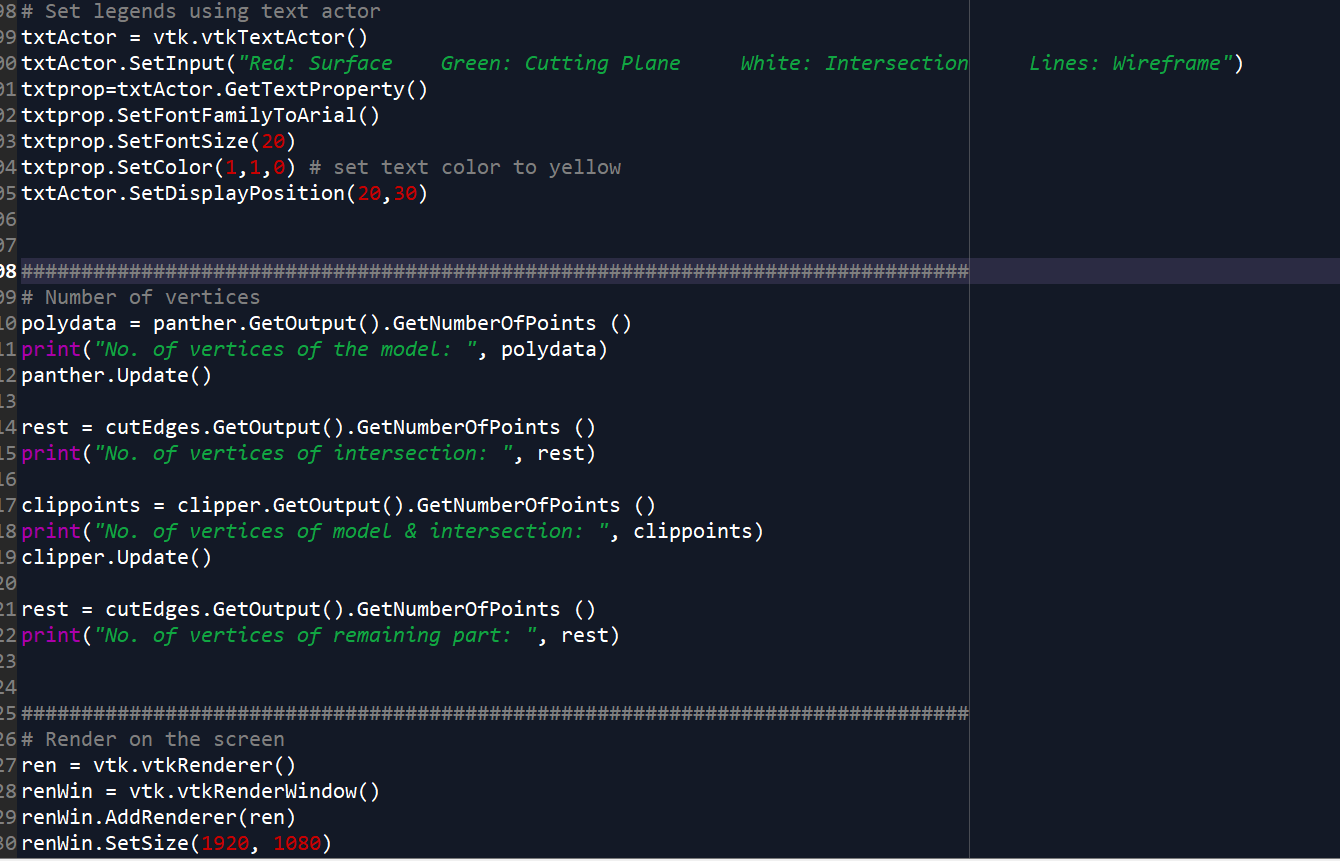 98 # Set legends using text actor
99 txtActor = vtk.vtkTextActor()
00 txtActor.SetInput("Red: Surface    Green: Cutting Plane     White: Intersection     Lines: Wireframe")
01 txtprop=txtActor.GetTextProperty()
02 txtprop.SetFontFamilyToArial()
03 txtprop.SetFontSize(20)
04 txtprop.SetColor(1,1,0) # set text color to yellow
05 txtActor.SetDisplayPosition(20,30)
06
07
08 ###############################################################################
09 # Number of vertices
10 polydata = panther.GetOutput().GetNumberOfPoints ()
11 print("No. of vertices of the model: ", polydata)
12 panther.Update()
13
14 rest = cutEdges.GetOutput().GetNumberOfPoints ()
15 print("No. of vertices of intersection: ", rest)
16
17 clippoints = clipper.GetOutput().GetNumberOfPoints ()
18 print("No. of vertices of model & intersection: ", clippoints)
19 clipper.Update()
20
21 rest = cutEdges.GetOutput().GetNumberOfPoints ()
22 print("No. of vertices of remaining part: ", rest)
23
24
25 ###############################################################################
26 # Render on the screen
27 ren = vtk.vtkRenderer()
28 renWin = vtk.vtkRenderWindow()
29 renWin.AddRenderer(ren)
30 renWin.SetSize(1920, 1080)